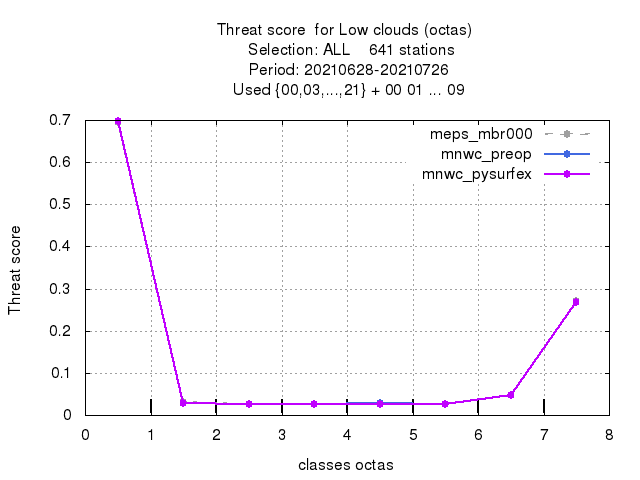 Threat score  for Low clouds (octas)
Selection: ALL    641 stations
Period: 20210628-20210726
Used {00,03,...,21} + 00 01 ... 09
meps_mbr000
mnwc_preop
mnwc_pysurfex
Threat score
0.7
0.6
0.5
0.4
0.3
0.2
0.1
0
0 1 2 3 4 5 6 7 8
classes octas